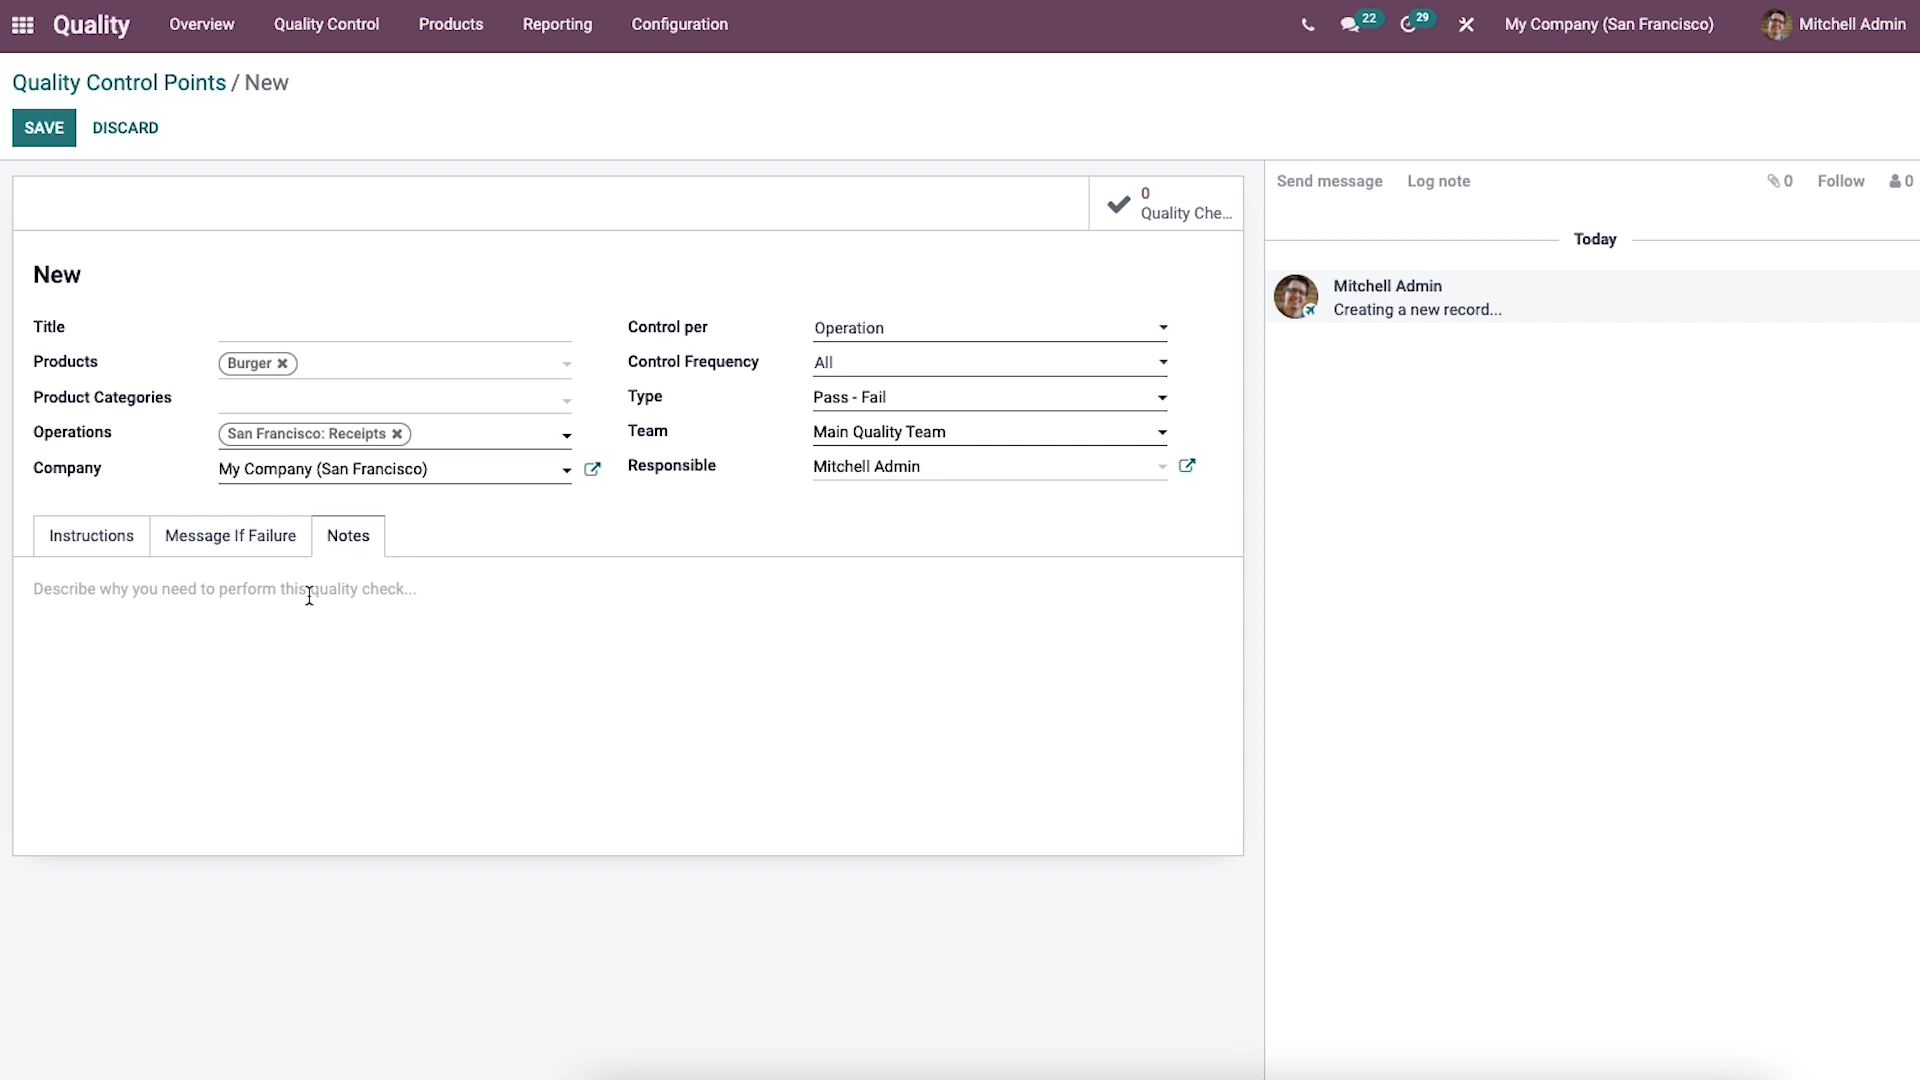 Quality Overview Quality Control Products Reporting Configuration 22 29 My Company (San Francisco) Mitchell Admin
Quality Control Points / New
SAVE DISCARD
Send message Log note 0 Follow 0
0
Quality Che...
Today
New
Mitchell Admin
Creating a new record...
Title
Control per Operation
Products Burger
Control Frequency All
Product Categories
Type Pass - Fail
Operations San Francisco: Receipts
Team Main Quality Team
Company My Company (San Francisco)
Responsible Mitchell Admin
Instructions Message If Failure Notes
Describe why you need to perform this quality check...